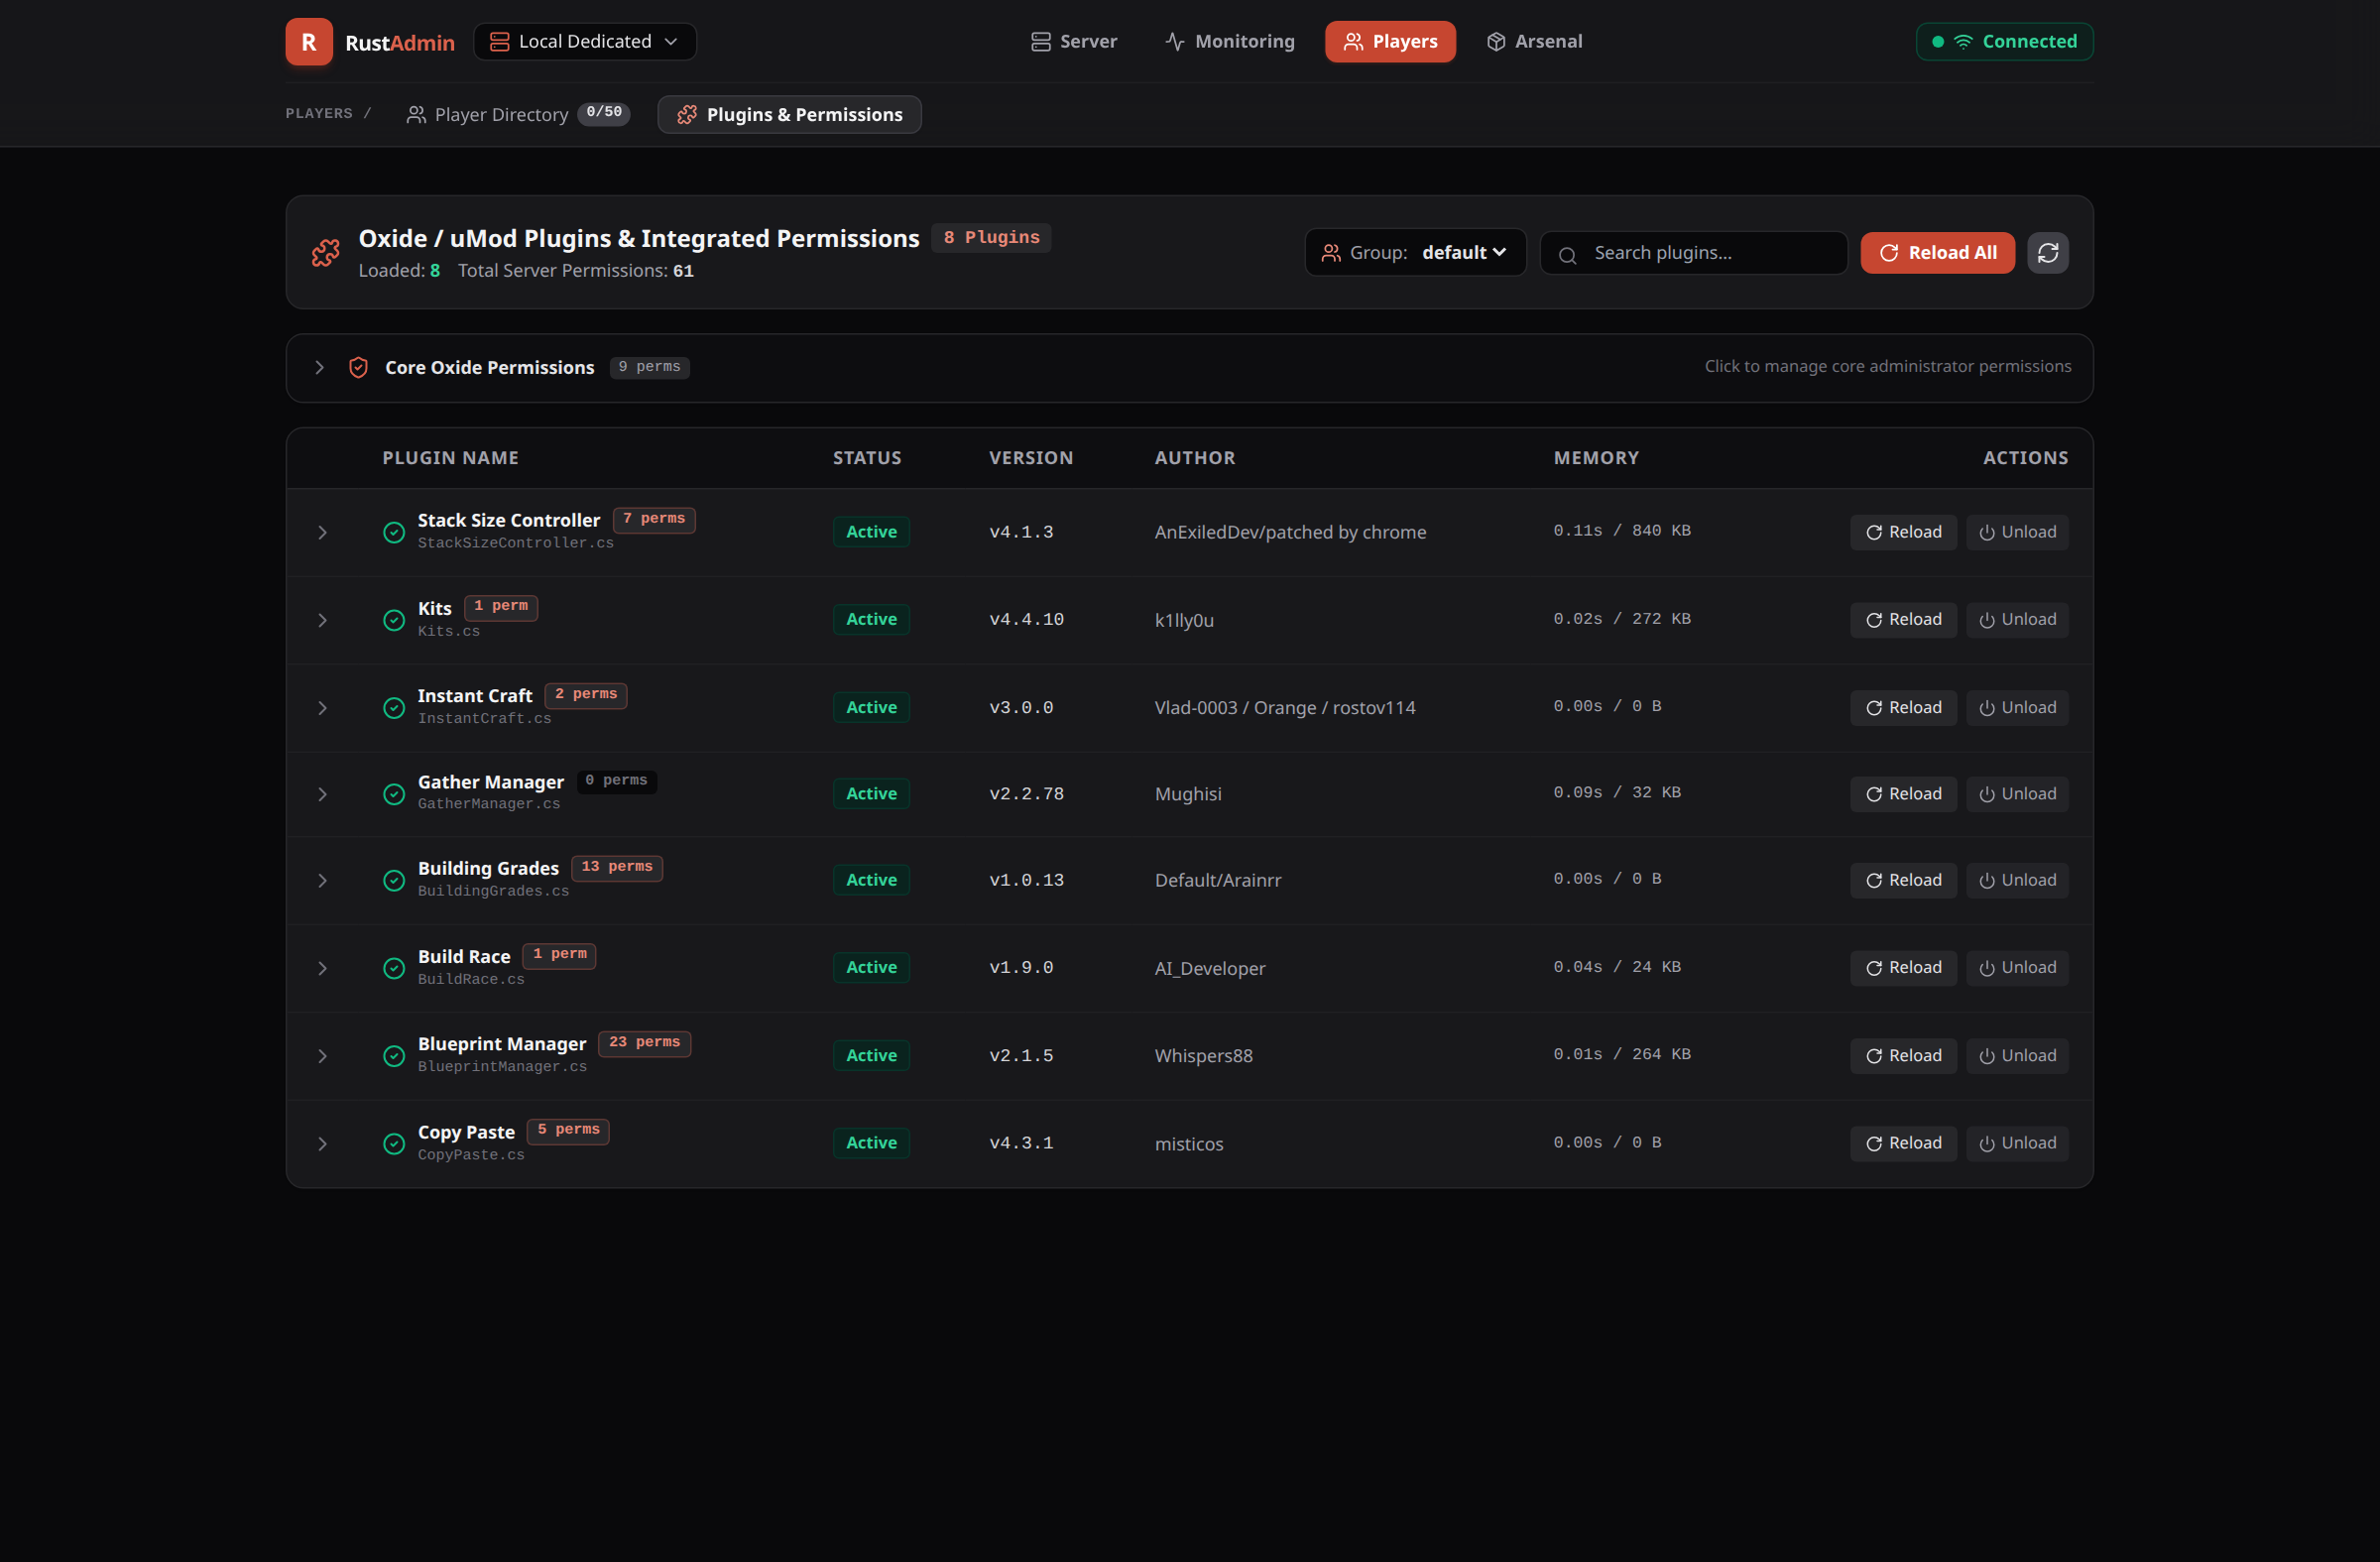 R RustAdmin Local Dedicated Server Monitoring Players Arsenal Connected
PLAYERS / Player Directory 0/50 Plugins & Permissions
Oxide / uMod Plugins & Integrated Permissions 8 Plugins
Loaded: 8 Total Server Permissions: 61
Group: default Search plugins... Reload All
Core Oxide Permissions 9 perms Click to manage core administrator permissions
PLUGIN NAME STATUS VERSION AUTHOR MEMORY ACTIONS
Stack Size Controller 7 perms
StackSizeController.cs
Active v4.1.3 AnExiledDev/patched by chrome 0.11s / 840 KB Reload Unload
Kits 1 perm
Kits.cs
Active v4.4.10 k1lly0u 0.02s / 272 KB Reload Unload
Instant Craft 2 perms
InstantCraft.cs
Active v3.0.0 Vlad-0003 / Orange / rostov114 0.00s / 0 B Reload Unload
Gather Manager 0 perms
GatherManager.cs
Active v2.2.78 Mughisi 0.09s / 32 KB Reload Unload
Building Grades 13 perms
BuildingGrades.cs
Active v1.0.13 Default/Arainrr 0.00s / 0 B Reload Unload
Build Race 1 perm
BuildRace.cs
Active v1.9.0 AI_Developer 0.04s / 24 KB Reload Unload
Blueprint Manager 23 perms
BlueprintManager.cs
Active v2.1.5 Whispers88 0.01s / 264 KB Reload Unload
Copy Paste 5 perms
CopyPaste.cs
Active v4.3.1 misticos 0.00s / 0 B Reload Unload